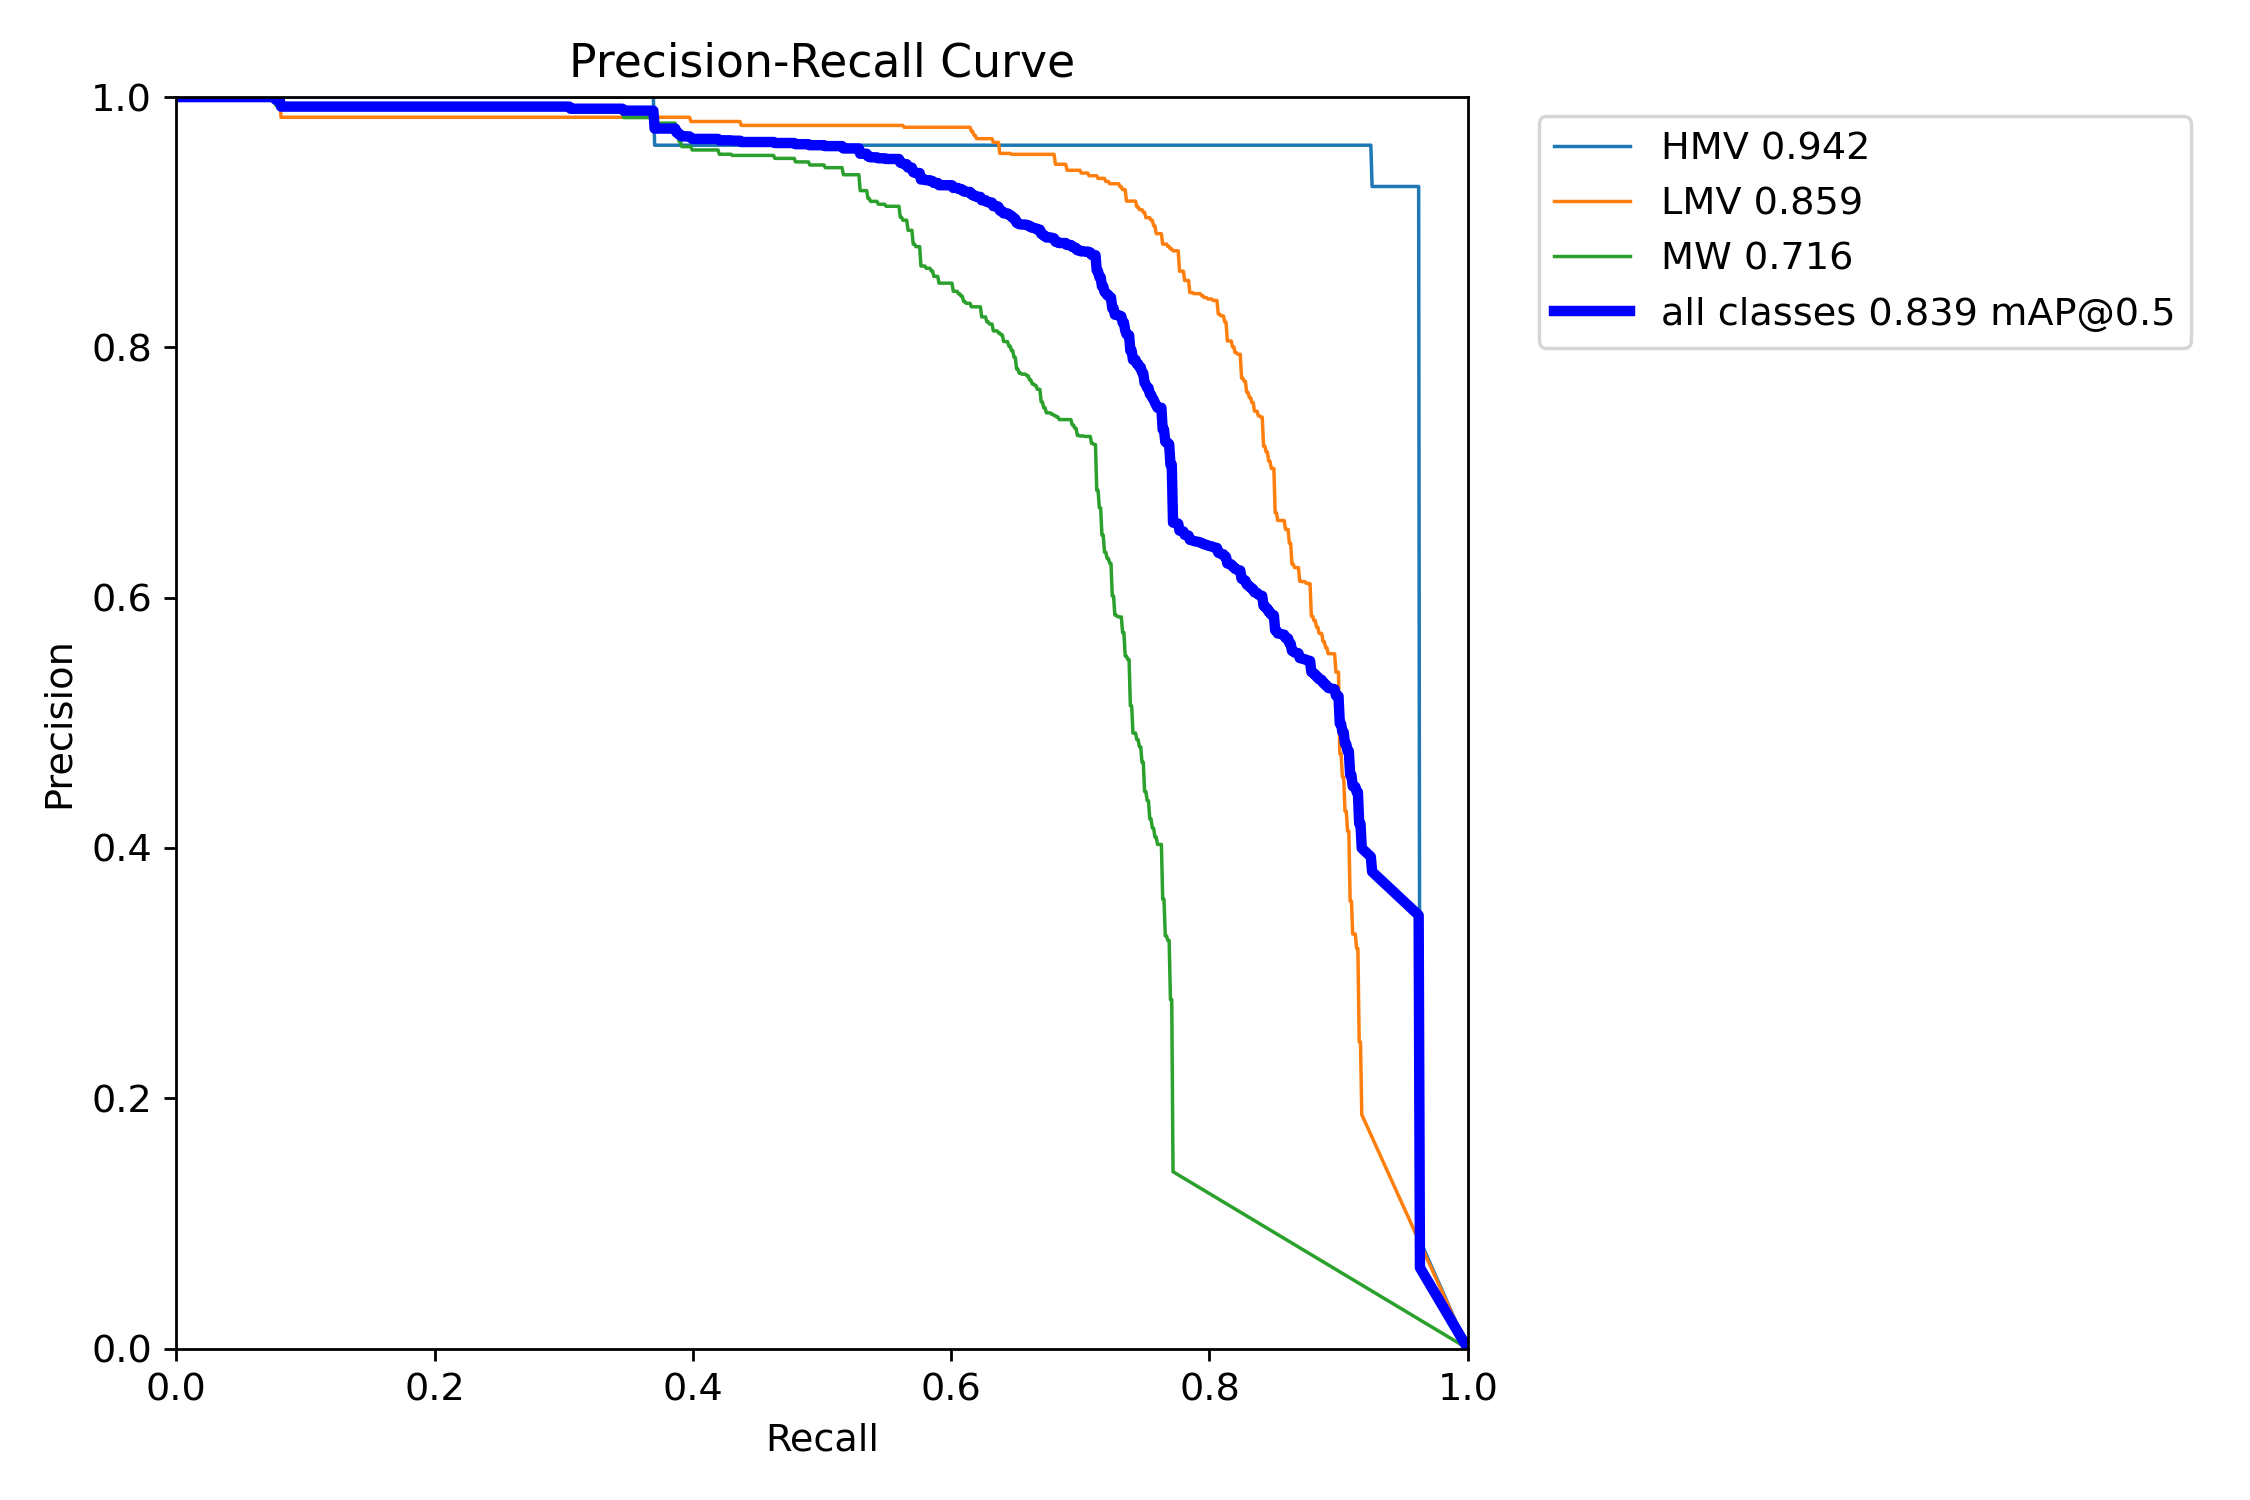 Precision-Recall Curve
1.0
0.8
0.6
0.4
0.2
0.0
Precision
0.0 0.2 0.4 0.6 0.8 1.0
Recall
HMV 0.942
LMV 0.859
MW 0.716
all classes 0.839 mAP@0.5